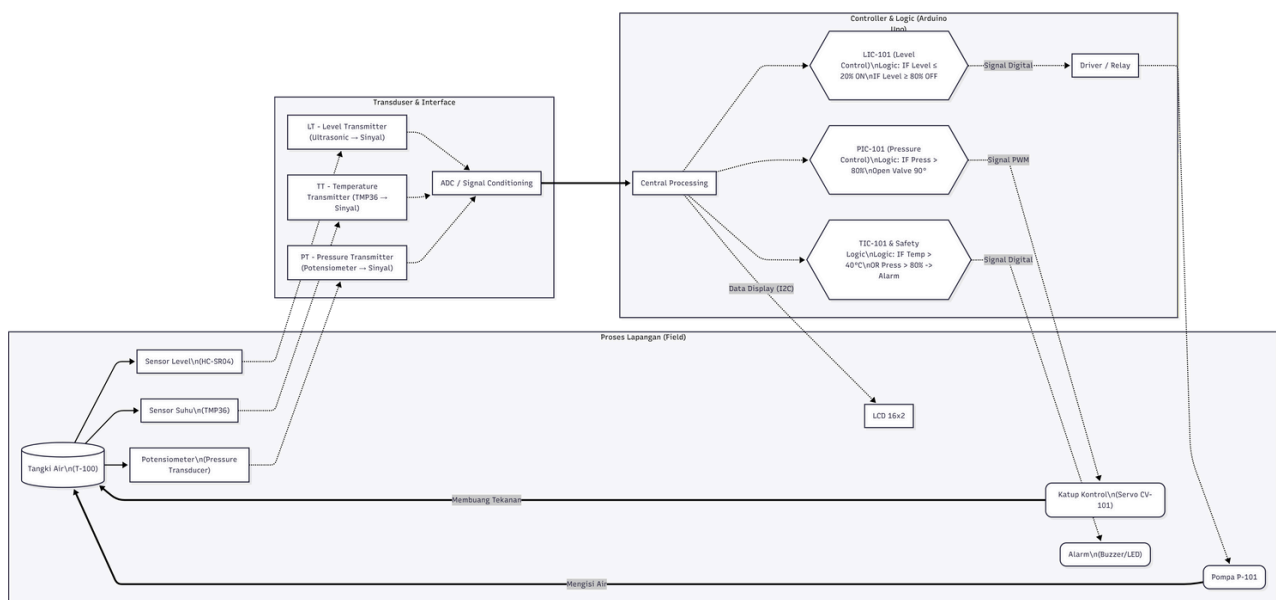 Controller & Logic (Arduino
Uno)
LIC-101 (Level
Control)\nLogic: IF Level ≤
20% ON\nIF Level ≥ 80% OFF
Signal Digital
Driver / Relay
Transduser & Interface
LT - Level Transmitter
(Ultrasonic → Sinyal)
TT - Temperature
Transmitter (TMP36 →
Sinyal)
PT - Pressure Transmitter
(Potensiometer → Sinyal)
ADC / Signal Conditioning
Central Processing
PIC-101 (Pressure
Control)\nLogic: IF Press >
80%\nOpen Valve 90°
Signal PWM
TIC-101 & Safety
Logic\nLogic: IF Temp >
40°C\nOR Press > 80% ->
Alarm
Signal Digital
Data Display (I2C)
Proses Lapangan (Field)
Sensor Level\n(HC-SR04)
Sensor Suhu\n(TMP36)
Tangki Air\n(T-100)
Potensiometer\n(Pressure
Transducer)
LCD 16x2
Membuang Tekanan
Katup Kontrol\n(Servo CV-
101)
Alarm\n(Buzzer/LED)
Mengisi Air
Pompa P-101